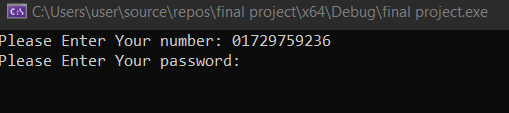 C:\Users\user\source\repos\final project\x64\Debug\final project.exe
Please Enter Your number: 01729759236
Please Enter Your password: